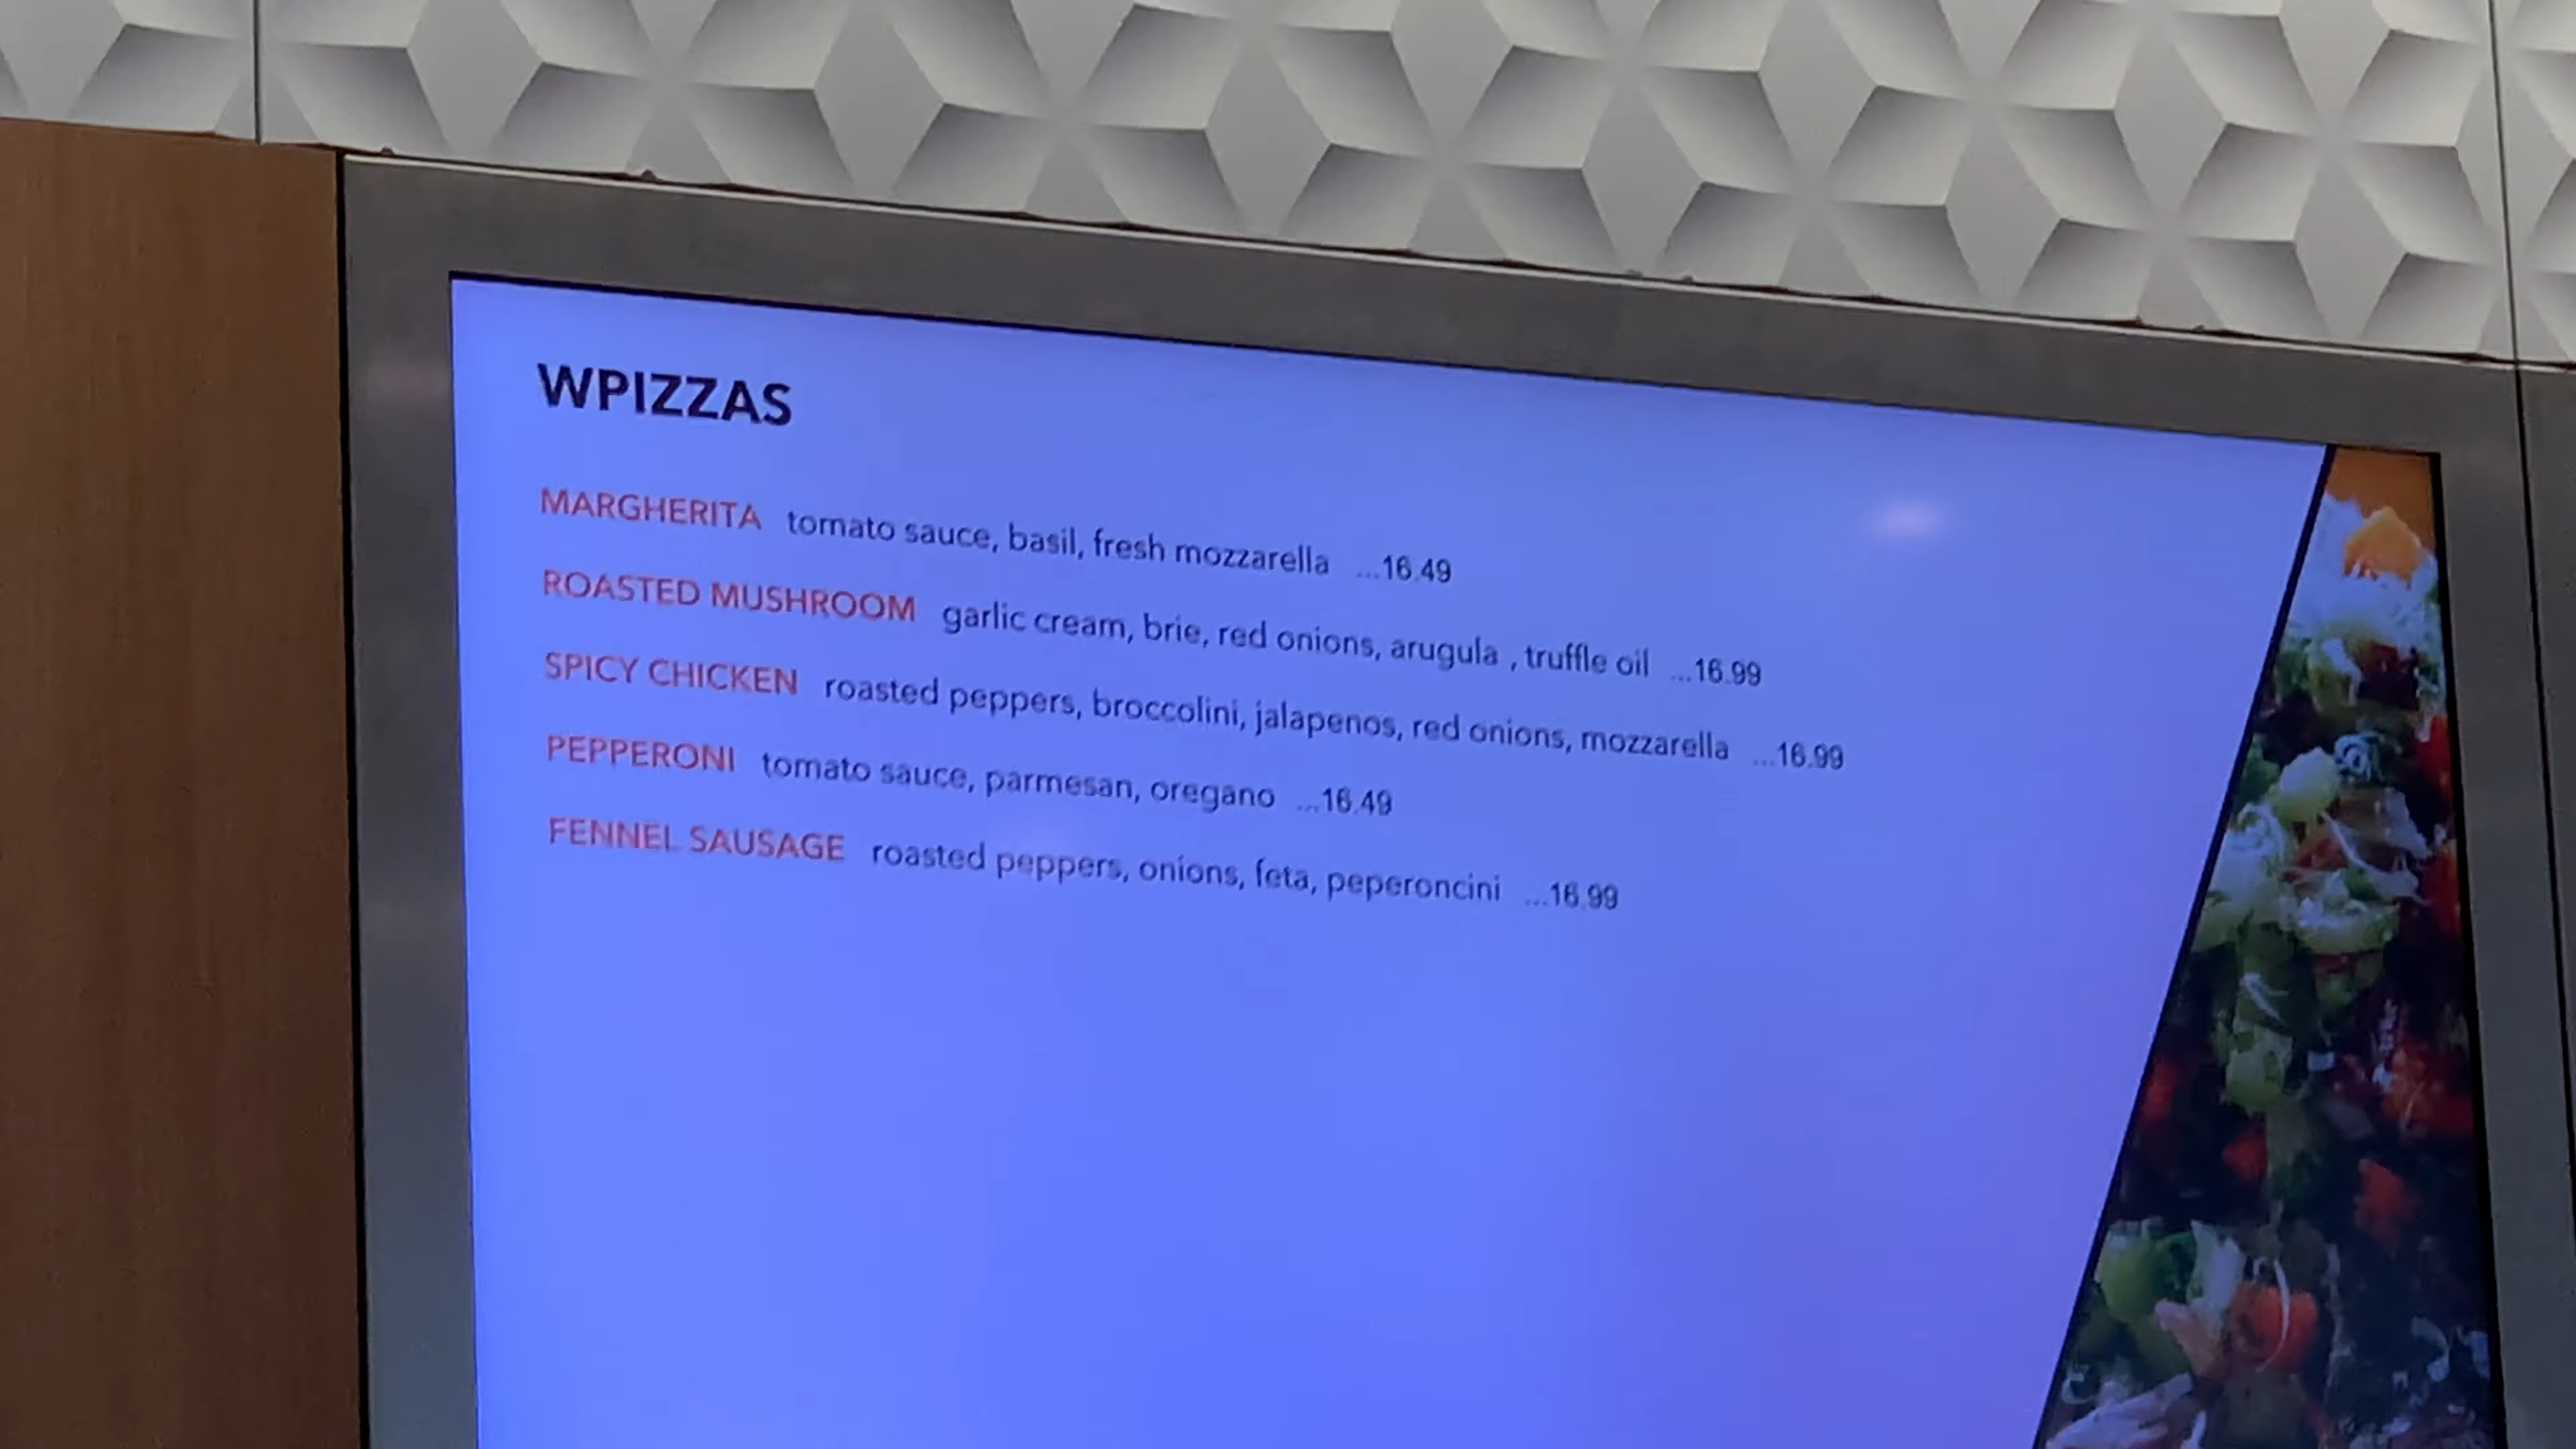 WPIZZAS
MARGHERITA tomato sauce, basil, fresh mozzarella ...16.49
ROASTED MUSHROOM garlic cream, brie, red onions, arugula , truffle oil ...16.99
SPICY CHICKEN roasted peppers, broccolini, jalapenos, red onions, mozzarella ...16.99
PEPPERONI tomato sauce, parmesan, oregano ...16.49
FENNEL SAUSAGE roasted peppers, onions, feta, peperoncini ...16.99